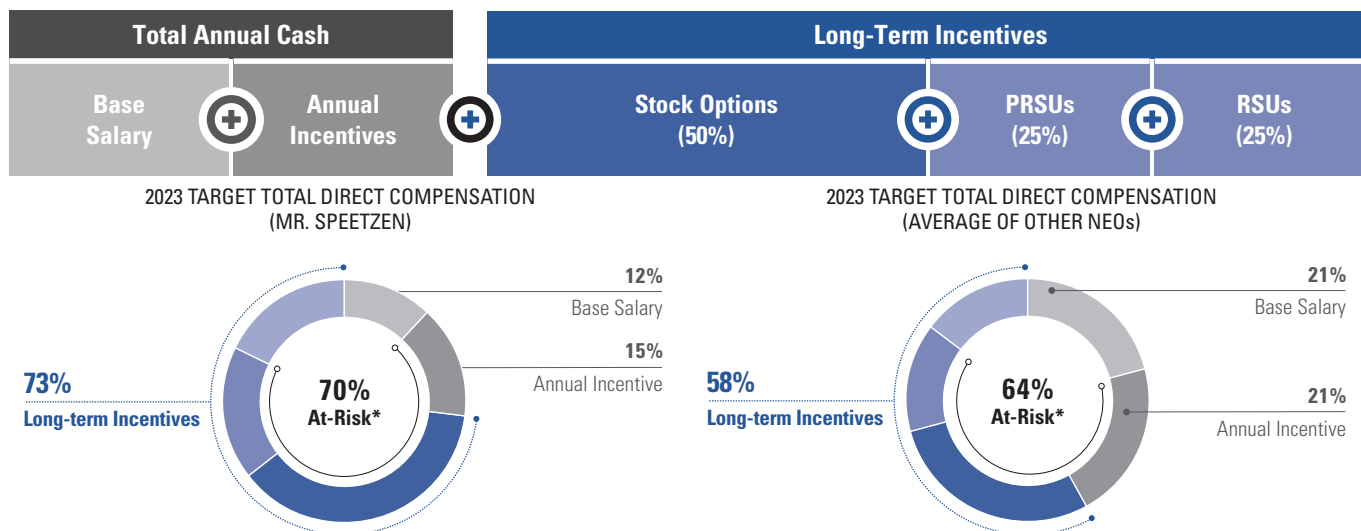 Total Annual Cash
Long-Term Incentives
Base
Salary
Annual
Incentives
Stock Options
(50%)
PRSUs
(25%)
RSUs
(25%)
2023 TARGET TOTAL DIRECT COMPENSATION
(MR. SPEETZEN)
73%
Long-term Incentives
70%
At-Risk*
12%
Base Salary
15%
Annual Incentive
2023 TARGET TOTAL DIRECT COMPENSATION
(AVERAGE OF OTHER NEOs)
58%
Long-term Incentives
64%
At-Risk*
21%
Base Salary
21%
Annual Incentive